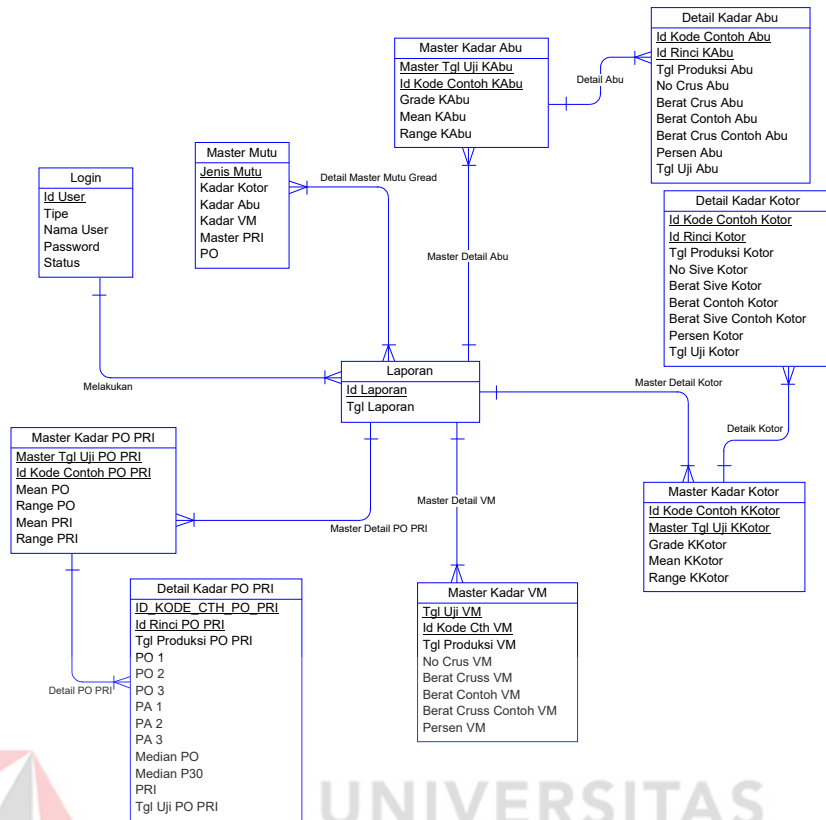 Detail Kadar Abu
Id Kode Contoh Abu
Id Rinci KAbu
Tgl Produksi Abu
No Crus Abu
Berat Crus Abu
Berat Contoh Abu
Berat Crus Contoh Abu
Persen Abu
Tgl Uji Abu
Master Kadar Abu
Master Tgl Uji KAbu
Id Kode Contoh KAbu
Grade KAbu
Mean KAbu
Range KAbu
Detail Abu
Master Mutu
Jenis Mutu
Kadar Kotor
Kadar Abu
Kadar VM
Master PRI
PO
Detail Master Mutu Gread
Login
Id User
Tipe
Nama User
Password
Status
Detail Kadar Kotor
Id Kode Contoh Kotor
Id Rinci Kotor
Tgl Produksi Kotor
No Sive Kotor
Berat Sive Kotor
Berat Contoh Kotor
Berat Sive Contoh Kotor
Persen Kotor
Tgl Uji Kotor
Master Detail Abu
Melakukan
Laporan
Id Laporan
Tgl Laporan
Master Detail Kotor
Detaik Kotor
Master Kadar PO PRI
Master Tgl Uji PO PRI
Id Kode Contoh PO PRI
Mean PO
Range PO
Mean PRI
Range PRI
Master Detail PO PRI
Master Detail VM
Master Kadar Kotor
Id Kode Contoh KKotor
Master Tgl Uji KKotor
Grade KKotor
Mean KKotor
Range KKotor
Detail Kadar PO PRI
ID_KODE_CTH_PO_PRI
Id Rinci PO PRI
Tgl Produksi PO PRI
PO 1
PO 2
PO 3
PA 1
PA 2
PA 3
Median PO
Median P30
PRI
Tgl Uji PO PRI
Detail PO PRI
Master Kadar VM
Tgl Uji VM
Id Kode Cth VM
Tgl Produksi VM
No Crus VM
Berat Cruss VM
Berat Contoh VM
Berat Cruss Contoh VM
Persen VM
UNIVERSITAS